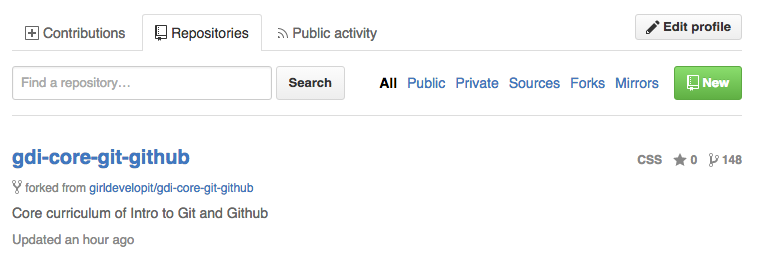 Contributions Repositories Public activity Edit profile
Find a repository... Search All Public Private Sources Forks Mirrors New
gdi-core-git-github CSS 0 148
forked from girldevelopit/gdi-core-git-github
Core curriculum of Intro to Git and Github
Updated an hour ago